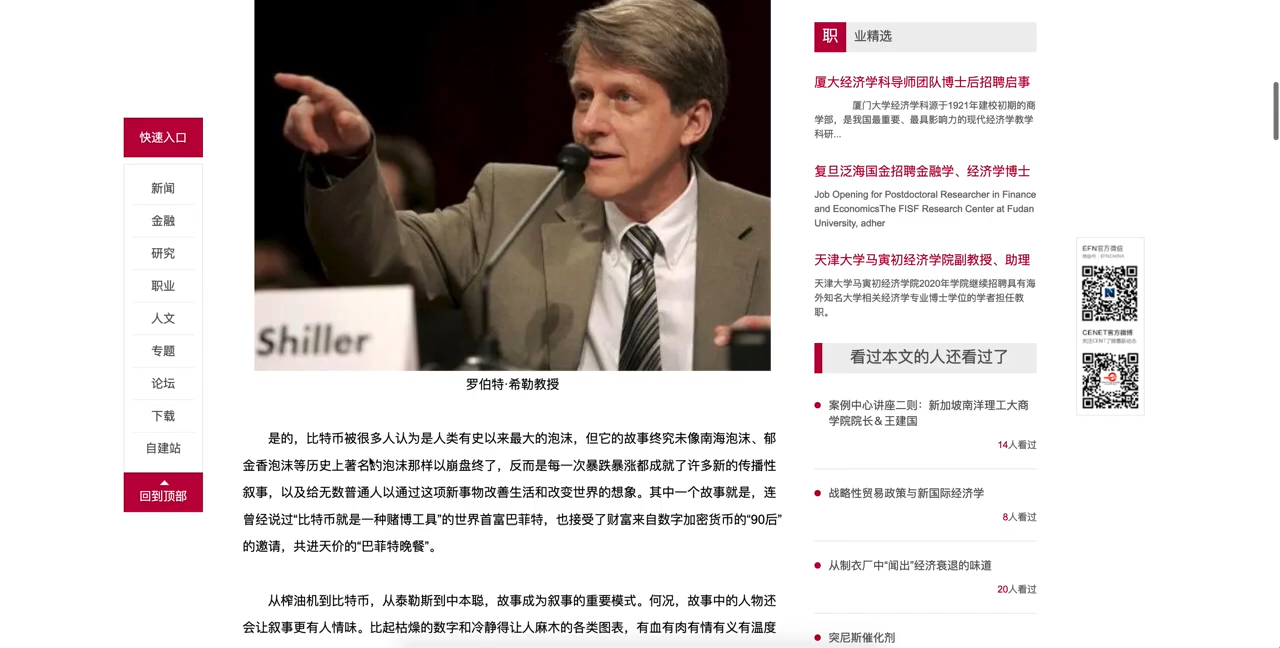 快速入口
新闻
金融
研究
职业
人文
专题
论坛
下载
自建站
回到顶部
Shiller
罗伯特·希勒教授
是的，比特币被很多人认为是人类有史以来最大的泡沫，但它的故事终究未像南海泡沫、郁
金香泡沫等历史上著名的泡沫那样以崩盘终了，反而是每一次暴跌暴涨都成就了许多新的传播性
叙事，以及给无数普通人以通过这项新事物改善生活和改变世界的想象。其中一个故事就是，连
曾经说过“比特币就是一种赌博工具”的世界首富巴菲特，也接受了财富来自数字加密货币的“90后”
的邀请，共进天价的“巴菲特晚餐”。
从榨油机到比特币，从泰勒斯到中本聪，故事成为叙事的重要模式。何况，故事中的人物还
会让叙事更有人情味。比起枯燥的数字和冷静得让人麻木的各类图表，有血有肉有情有义有温度
职业精选
厦大经济学科导师团队博士后招聘启事
厦门大学经济学科源于1921年建校初期的商
学部，是我国最重要、最具影响力的现代经济学教学
科研...
复旦泛海国金招聘金融学、经济学博士
Job Opening for Postdoctoral Researcher in Finance
and EconomicsThe FISF Research Center at Fudan
University, adher
天津大学马寅初经济学院副教授、助理
天津大学马寅初经济学院2020年学院继续招聘具有海
外知名大学相关经济学专业博士学位的学者担任教
职。
看过本文的人还看过了
案例中心讲座二则：新加坡南洋理工大商
学院院长＆王建国
14人看过
战略性贸易政策与新国际经济学
8人看过
从制衣厂中“闻出”经济衰退的味道
20人看过
突尼斯催化剂
EFN官方微信
CENET官方微博